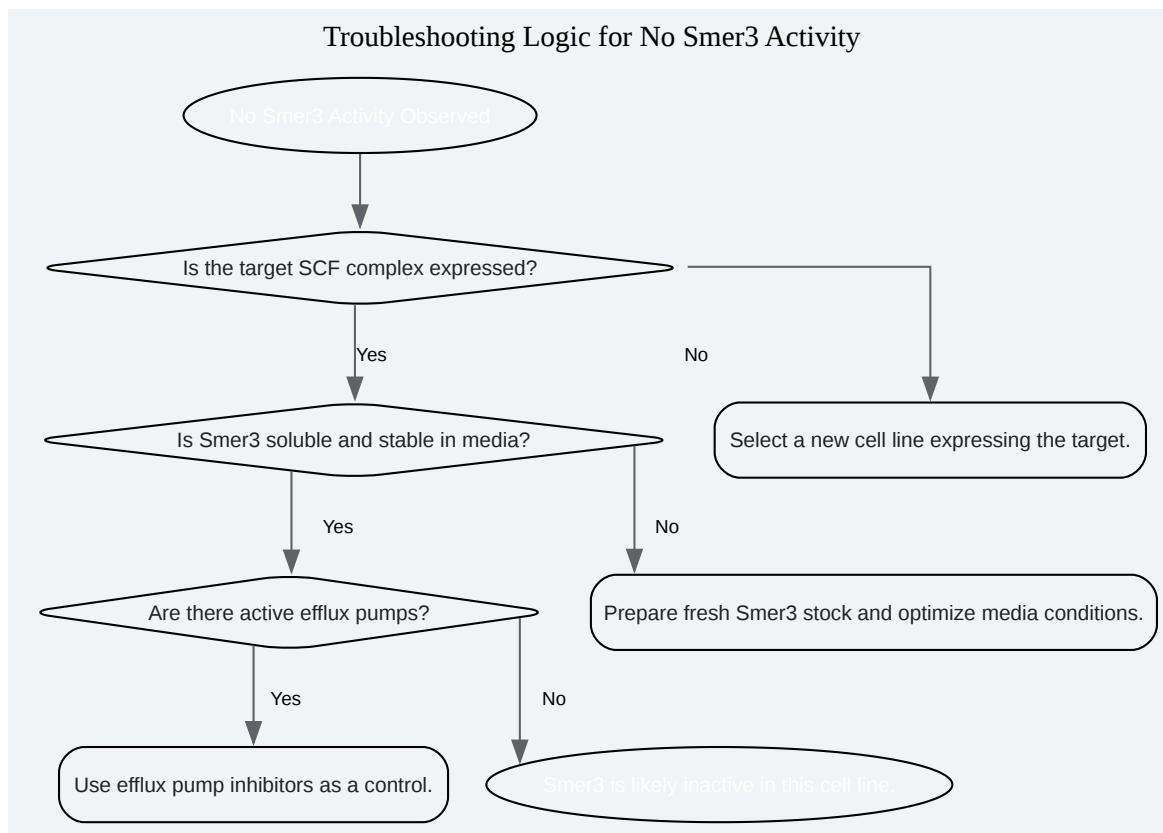 Troubleshooting Logic for No Smer3 Activity
No Smer3 Activity Observed
Is the target SCF complex expressed?
Yes
No
Is Smer3 soluble and stable in media?
Select a new cell line expressing the target.
Yes
No
Are there active efflux pumps?
Prepare fresh Smer3 stock and optimize media conditions.
Yes
No
Use efflux pump inhibitors as a control.
Smer3 is likely inactive in this cell line.